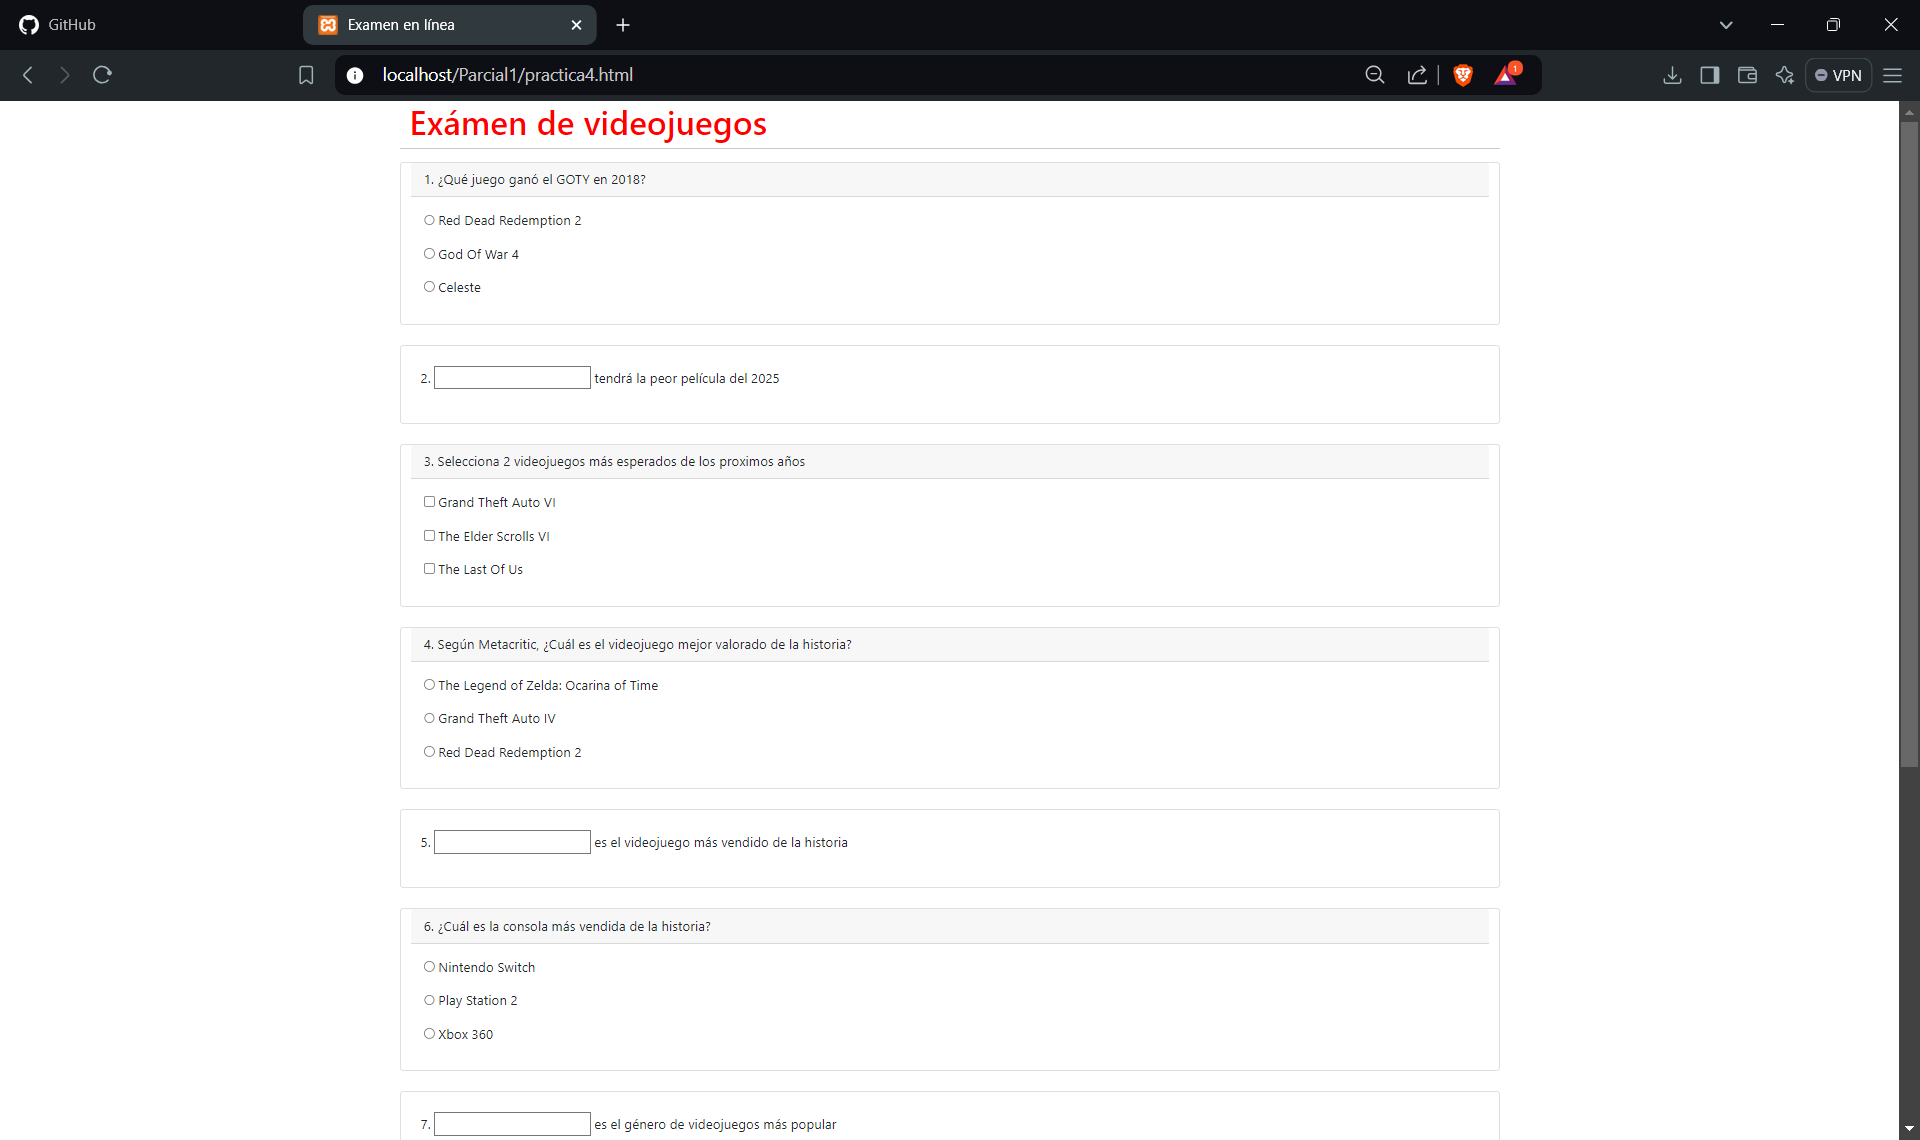 GitHub
Examen en línea
localhost/Parcial1/practica4.html
1
VPN
Exámen de videojuegos
1. ¿Qué juego ganó el GOTY en 2018?
Red Dead Redemption 2
God Of War 4
Celeste
2. tendrá la peor película del 2025
3. Selecciona 2 videojuegos más esperados de los proximos años
Grand Theft Auto VI
The Elder Scrolls VI
The Last Of Us
4. Según Metacritic, ¿Cuál es el videojuego mejor valorado de la historia?
The Legend of Zelda: Ocarina of Time
Grand Theft Auto IV
Red Dead Redemption 2
5. es el videojuego más vendido de la historia
6. ¿Cuál es la consola más vendida de la historia?
Nintendo Switch
Play Station 2
Xbox 360
7. es el género de videojuegos más popular